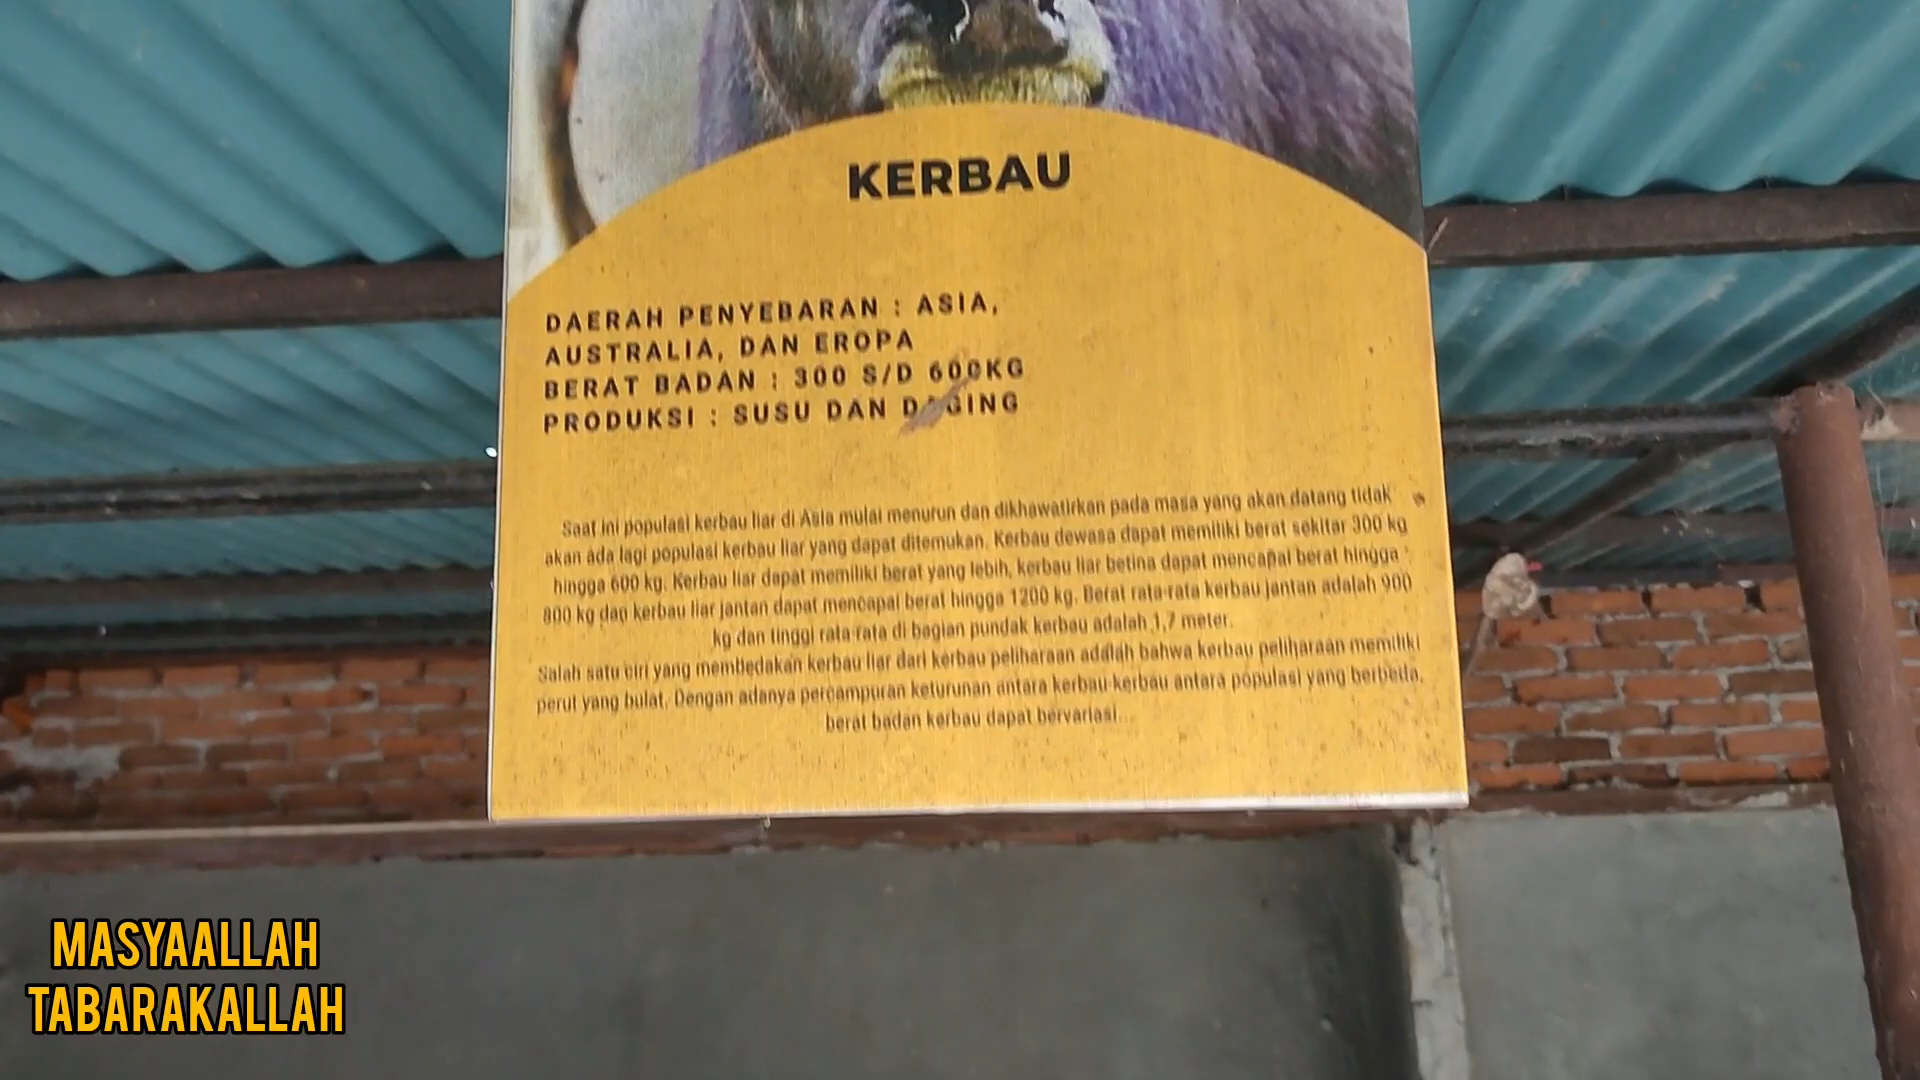 KERBAU
DAERAH PENYEBARAN : ASIA,
AUSTRALIA, DAN EROPA
BERAT BADAN : 300 S/D 600KG
PRODUKSI : SUSU DAN DAGING
Saat ini populasi kerbau liar di Asia mulai menurun dan dikhawatirkan pada masa yang akan datang tidak
akan ada lagi populasi kerbau liar yang dapat ditemukan. Kerbau dewasa dapat memiliki berat sekitar 300 kg
hingga 600 kg. Kerbau liar dapat memiliki berat yang lebih, kerbau liar betina dapat mencapai berat hingga
800 kg dan kerbau liar jantan dapat mencapai berat hingga 1200 kg. Berat rata-rata kerbau jantan adalah 900
kg dan tinggi rata-rata di bagian pundak kerbau adalah 1,7 meter.
Salah satu ciri yang membedakan kerbau liar dari kerbau peliharaan adalah bahwa kerbau peliharaan memiliki
perut yang bulat. Dengan adanya percampuran keturunan antara kerbau-kerbau antara populasi yang berbeda,
berat badan kerbau dapat bervariasi...
MASYAALLAH
TABARAKALLAH